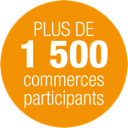 PLUS DE
1 500
commerces
participants